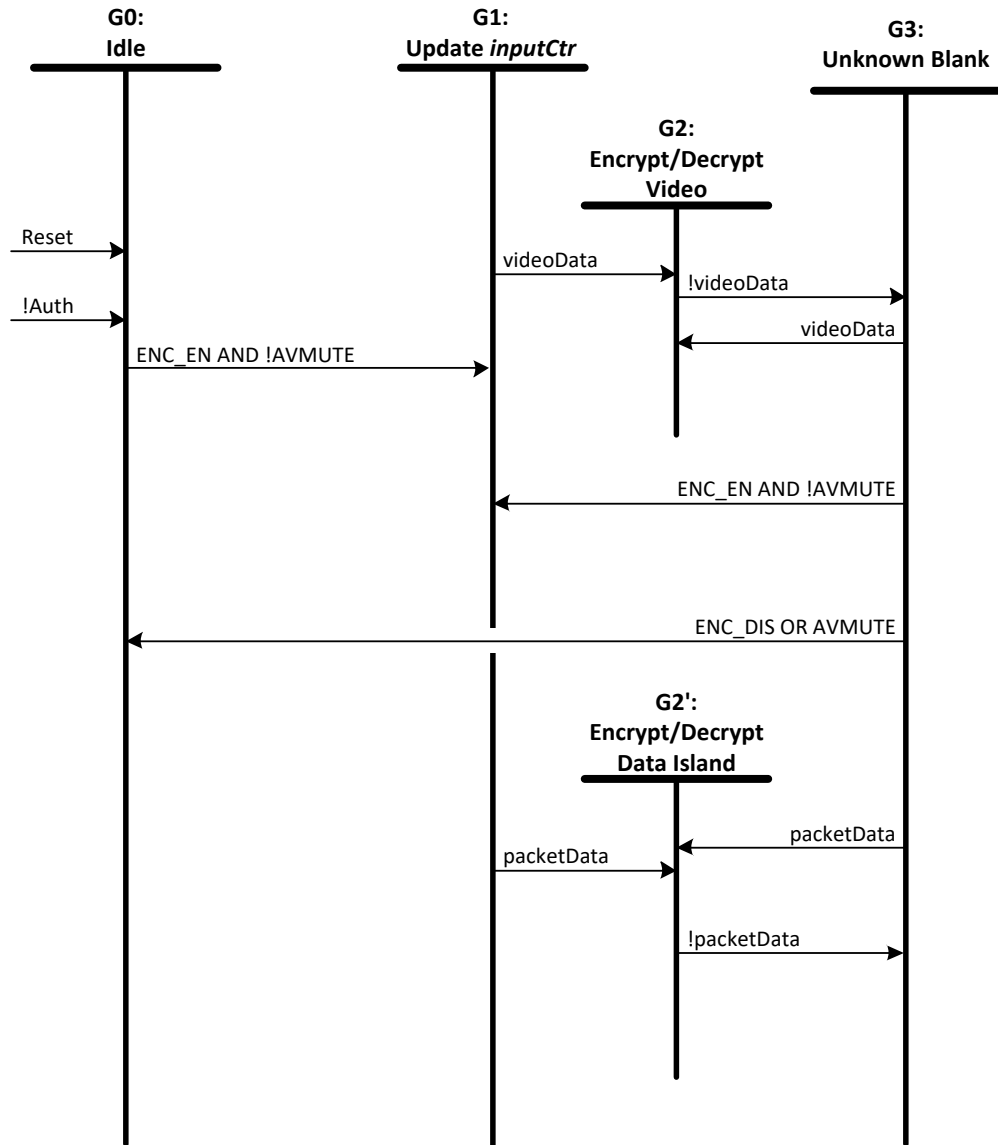 G0:
Idle
G1:
Update inputCtr
G3:
Unknown Blank
G2:
Encrypt/Decrypt
Video
Reset
videoData
!videoData
!Auth
videoData
ENC_EN AND !AVMUTE
ENC_EN AND !AVMUTE
ENC_DIS OR AVMUTE
G2':
Encrypt/Decrypt
Data Island
packetData
packetData
!packetData